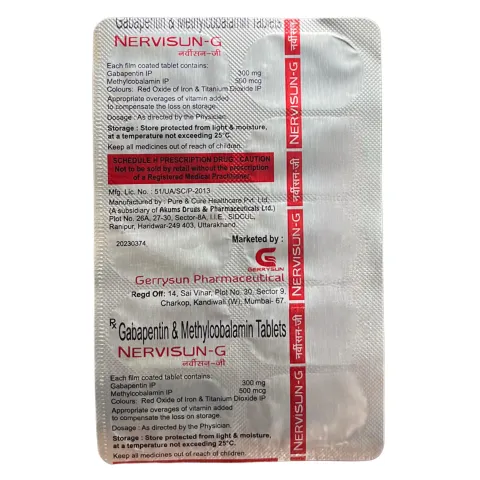 Gabapentin & Methylcobalamin Tablets
NERVISUN-G
नर्वीसन-जी
Each film coated tablet contains:
Gabapentin IP 300 mg
Methylcobalamin IP 500 mcg
Colours: Red Oxide of Iron & Titanium Dioxide IP
Appropriate overages of vitamin added
to compensate the loss on storage.
Dosage : As directed by the Physician
Storage : Store protected from light & moisture,
at a temperature not exceeding 25°C.
Keep all medicines out of reach of children.
SCHEDULE H PRESCRIPTION DRUG - CAUTION
Not to be sold by retail without the prescription
of a Registered Medical Practitioner.
Mfg. Lic. No. : 51/UA/SC/P-2013
Manufactured by : Pure & Cure Healthcare Pvt. Ltd.
(A subsidiary of Akums Drugs & Pharmaceuticals Ltd.)
Plot No. 26A, 27-30, Sector-8A, I.I.E. SIDCUL,
Ranipur, Haridwar-249 403, Uttarakhand.
20230374
Marketed by :
GERRYSUN
Gerrysun Pharmaceutical
Regd Off: 14, Sai Vihar, Plot No. 30, Sector 9,
Charkop, Kandiwali (W), Mumbai- 67.
Rx Gabapentin & Methylcobalamin Tablets
NERVISUN-G
नर्वीसन-जी
Each film coated tablet contains:
Gabapentin IP 300 mg
Methylcobalamin IP 500 mcg
Colours: Red Oxide of Iron & Titanium Dioxide IP
Appropriate overages of vitamin added
to compensate the loss on storage.
Dosage : As directed by the Physician
Storage : Store protected from light & moisture,
at a temperature not exceeding 25°C.
Keep all medicines out of reach of children.
नर्वीसन-जी
NERVISUN-G
नर्वीसन-जी
NERVISUN-G
नर्वीसन-जी
NERVISUN-G